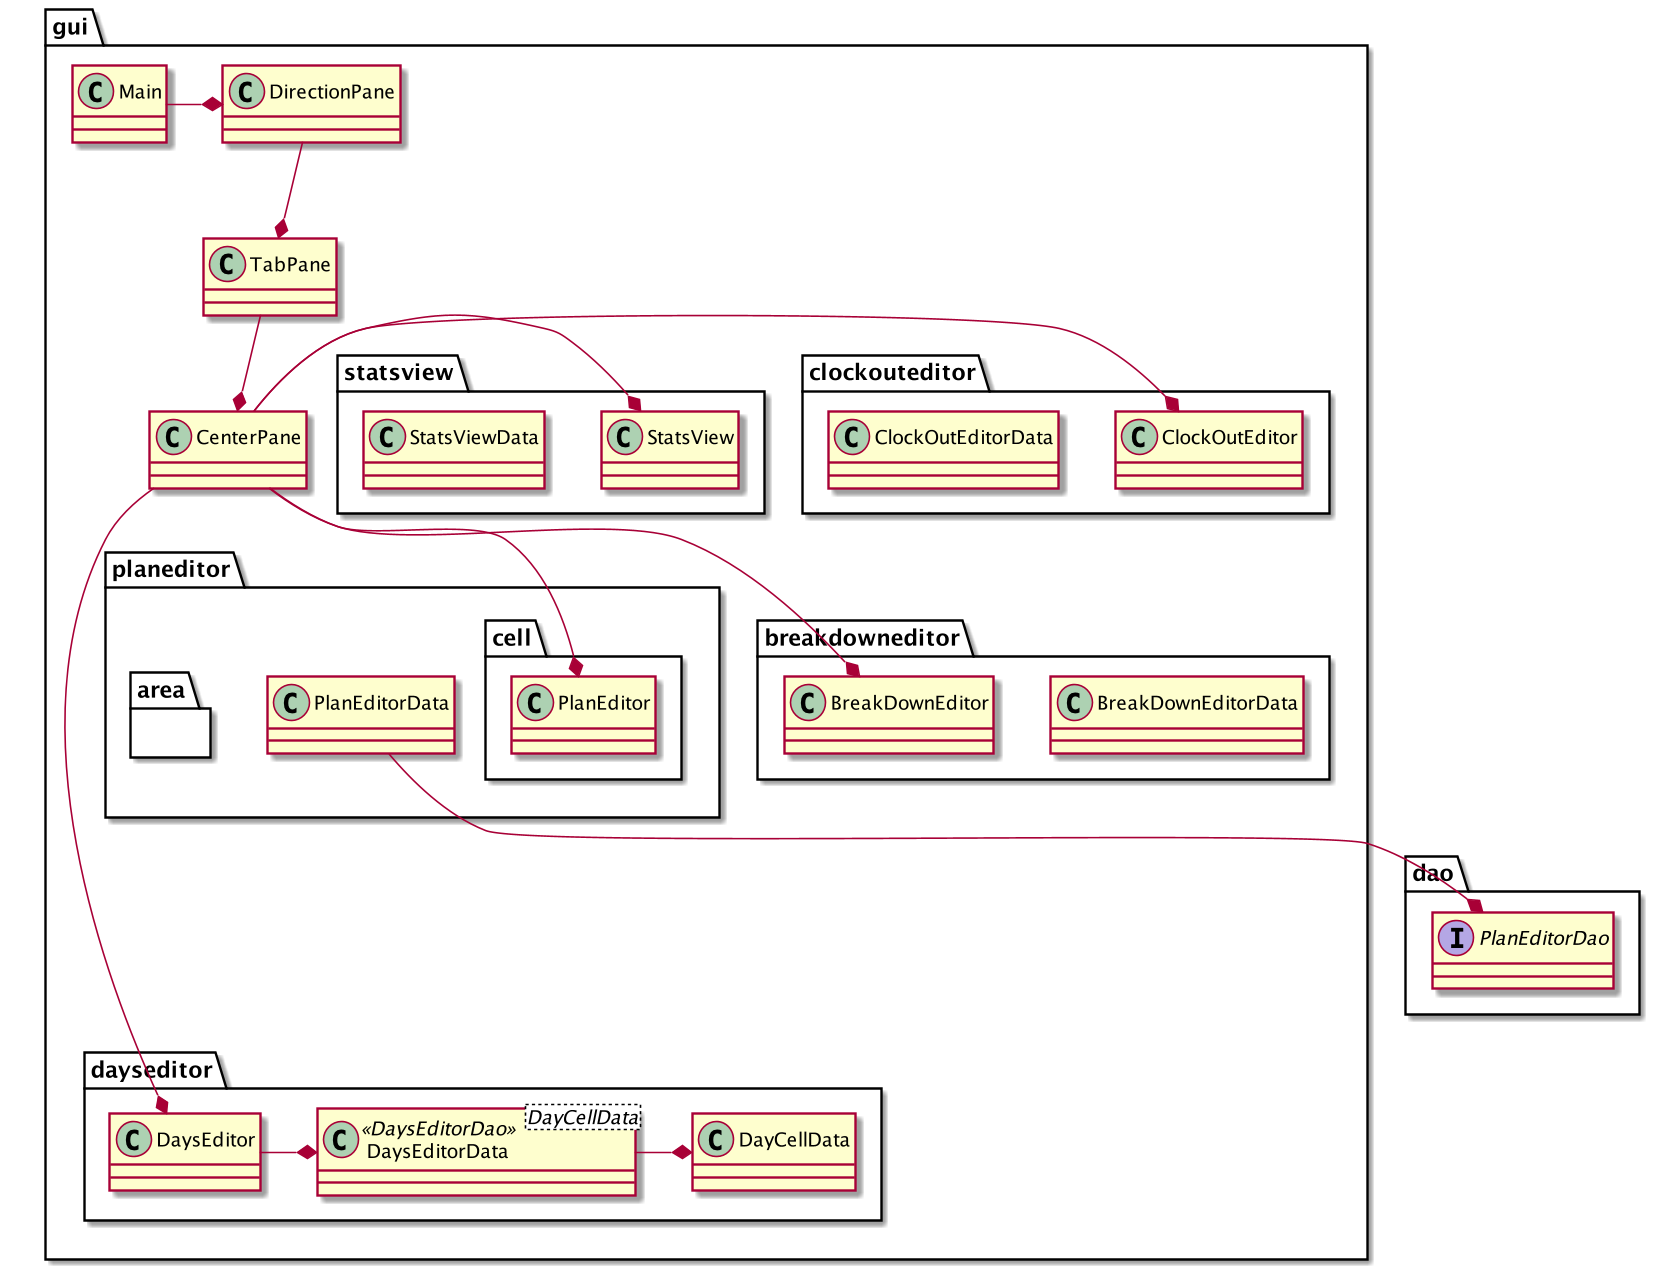 gui
C Main
C DirectionPane
C TabPane
statsview
clockouteditor
C CenterPane
C StatsViewData
C StatsView
C ClockOutEditorData
C ClockOutEditor
planeditor
cell
breakdowneditor
area
C PlanEditorData
C PlanEditor
C BreakDownEditor
C BreakDownEditorData
dao
I PlanEditorDao
dayseditor
C DaysEditor
DayCellData
C «DaysEditorDao»
DaysEditorData
C DayCellData